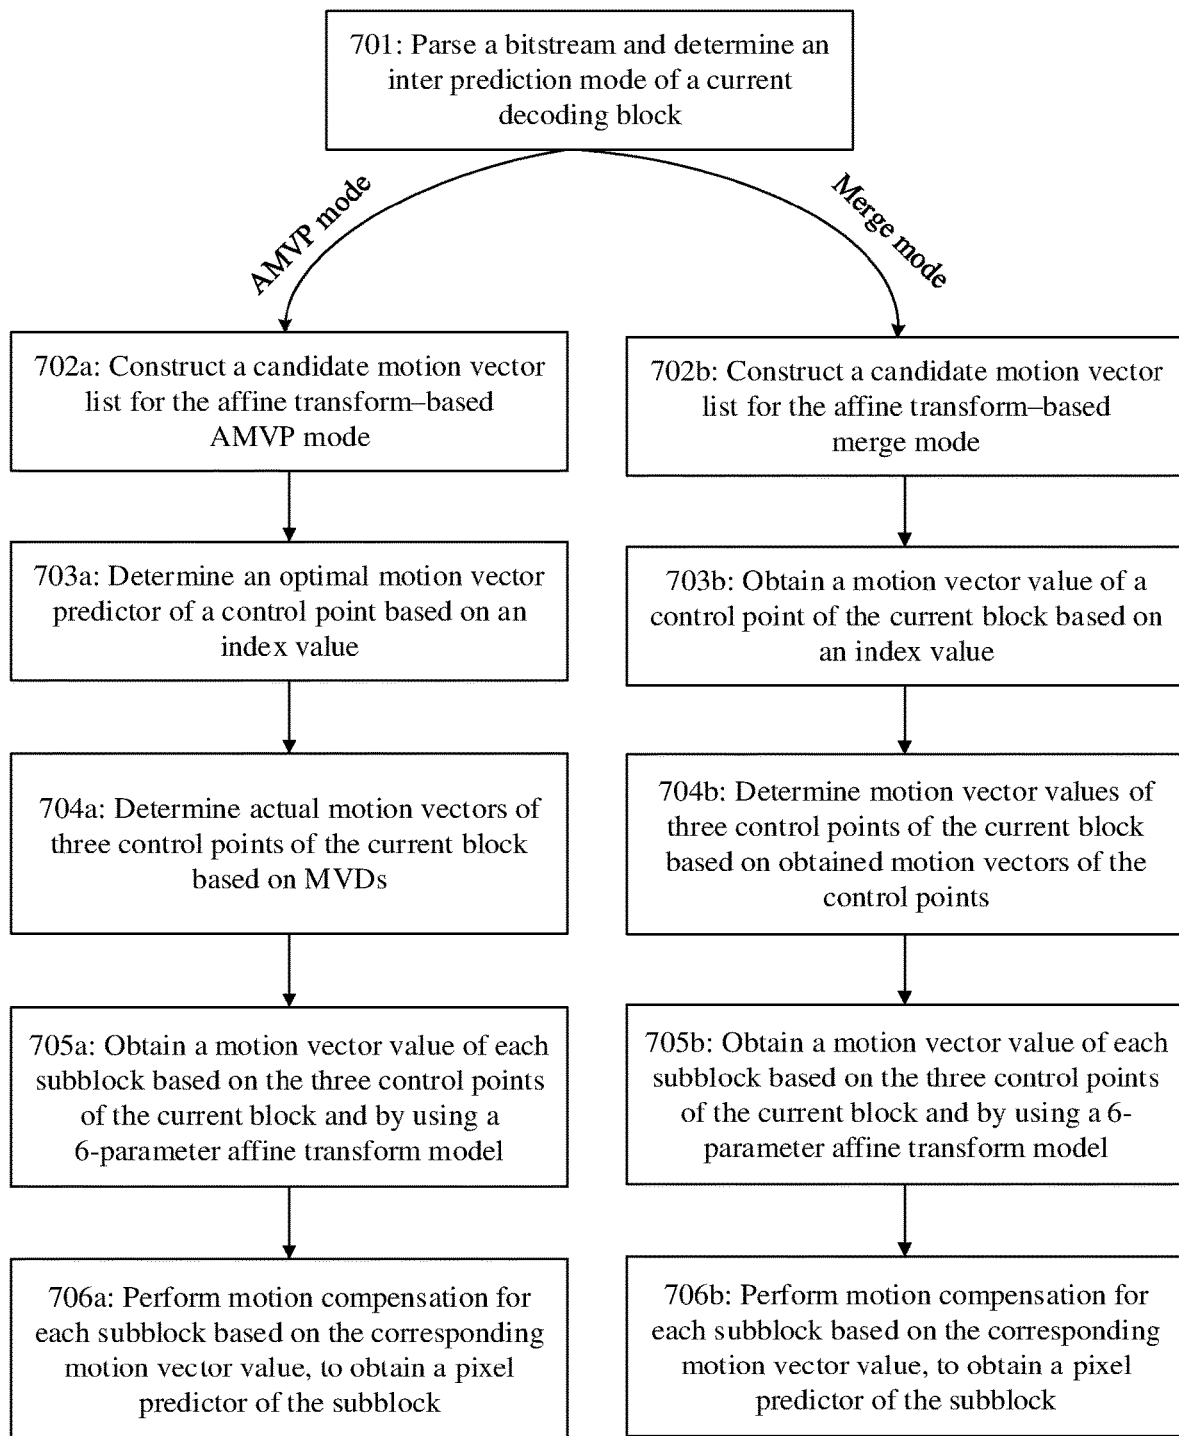 701: Parse a bitstream and determine an
inter prediction mode of a current
decoding block
AMVP mode
Merge mode
702a: Construct a candidate motion vector
list for the affine transform–based
AMVP mode
702b: Construct a candidate motion vector
list for the affine transform–based
merge mode
703a: Determine an optimal motion vector
predictor of a control point based on an
index value
703b: Obtain a motion vector value of a
control point of the current block based on
an index value
704a: Determine actual motion vectors of
three control points of the current block
based on MVDs
704b: Determine motion vector values of
three control points of the current block
based on obtained motion vectors of the
control points
705a: Obtain a motion vector value of each
subblock based on the three control points
of the current block and by using a
6-parameter affine transform model
705b: Obtain a motion vector value of each
subblock based on the three control points
of the current block and by using a 6-
parameter affine transform model
706a: Perform motion compensation for
each subblock based on the corresponding
motion vector value, to obtain a pixel
predictor of the subblock
706b: Perform motion compensation for
each subblock based on the corresponding
motion vector value, to obtain a pixel
predictor of the subblock